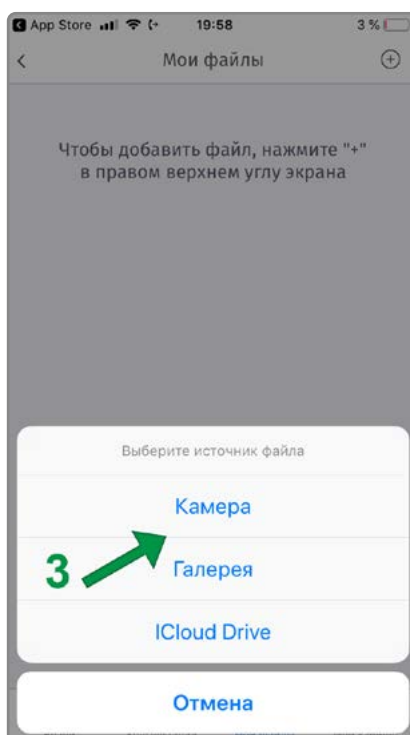 App Store 19:58 3 %
Мои файлы
Чтобы добавить файл, нажмите "+"
в правом верхнем углу экрана
Выберите источник файла
Камера
3
Галерея
ICloud Drive
Отмена